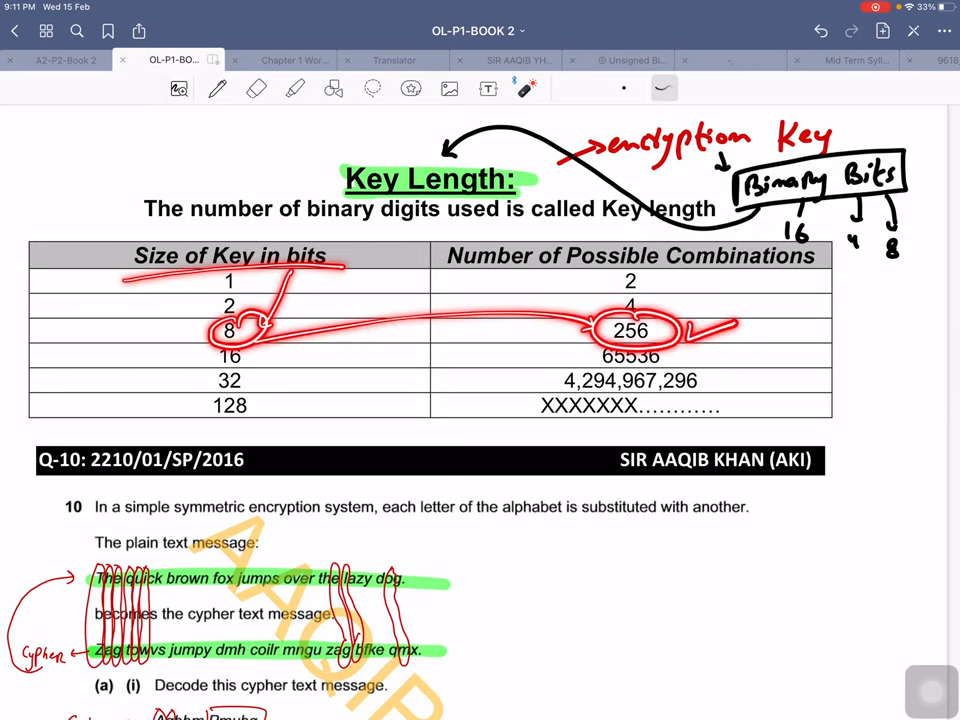 9:11 PM Wed 15 Feb
33%
OL-P1-BOOK 2
A2-P2-Book 2
OL-P1-BO...
Chapter 1 Wor...
Translator
SIR AAQIB YH...
Unsigned Bi...
Mid Term Syll...
9618
encryption Key
Key Length:
Binary Bits
The number of binary digits used is called Key length
16 4 8
Size of Key in bits Number of Possible Combinations
1 2
2 4
8 256
16 65536
32 4,294,967,296
128 XXXXXXX............
Q-10: 2210/01/SP/2016 SIR AAQIB KHAN (AKI)
10 In a simple symmetric encryption system, each letter of the alphabet is substituted with another.
The plain text message:
The quick brown fox jumps over the lazy dog.
becomes the cypher text message.
Cypher
Zag towvs jumpy dmh coilr mngu zag bfke qmx.
(a) (i) Decode this cypher text message.
AAQIB